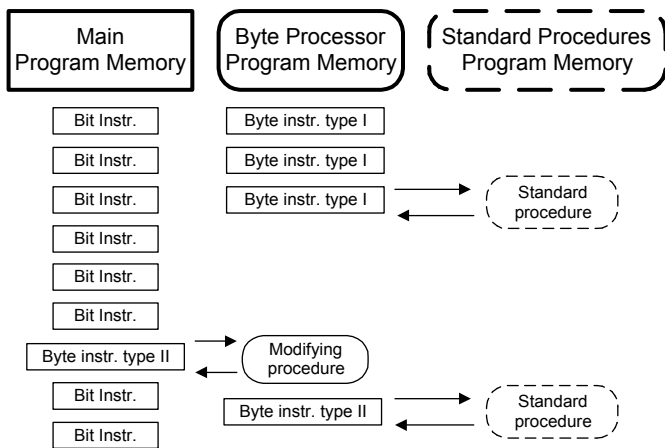 Main
Program Memory
Byte Processor
Program Memory
Standard Procedures
Program Memory
Bit Instr.
Byte instr. type I
Bit Instr.
Byte instr. type I
Bit Instr.
Byte instr. type I
Standard
procedure
Bit Instr.
Bit Instr.
Bit Instr.
Byte instr. type II
Modifying
procedure
Bit Instr.
Byte instr. type II
Standard
procedure
Bit Instr.